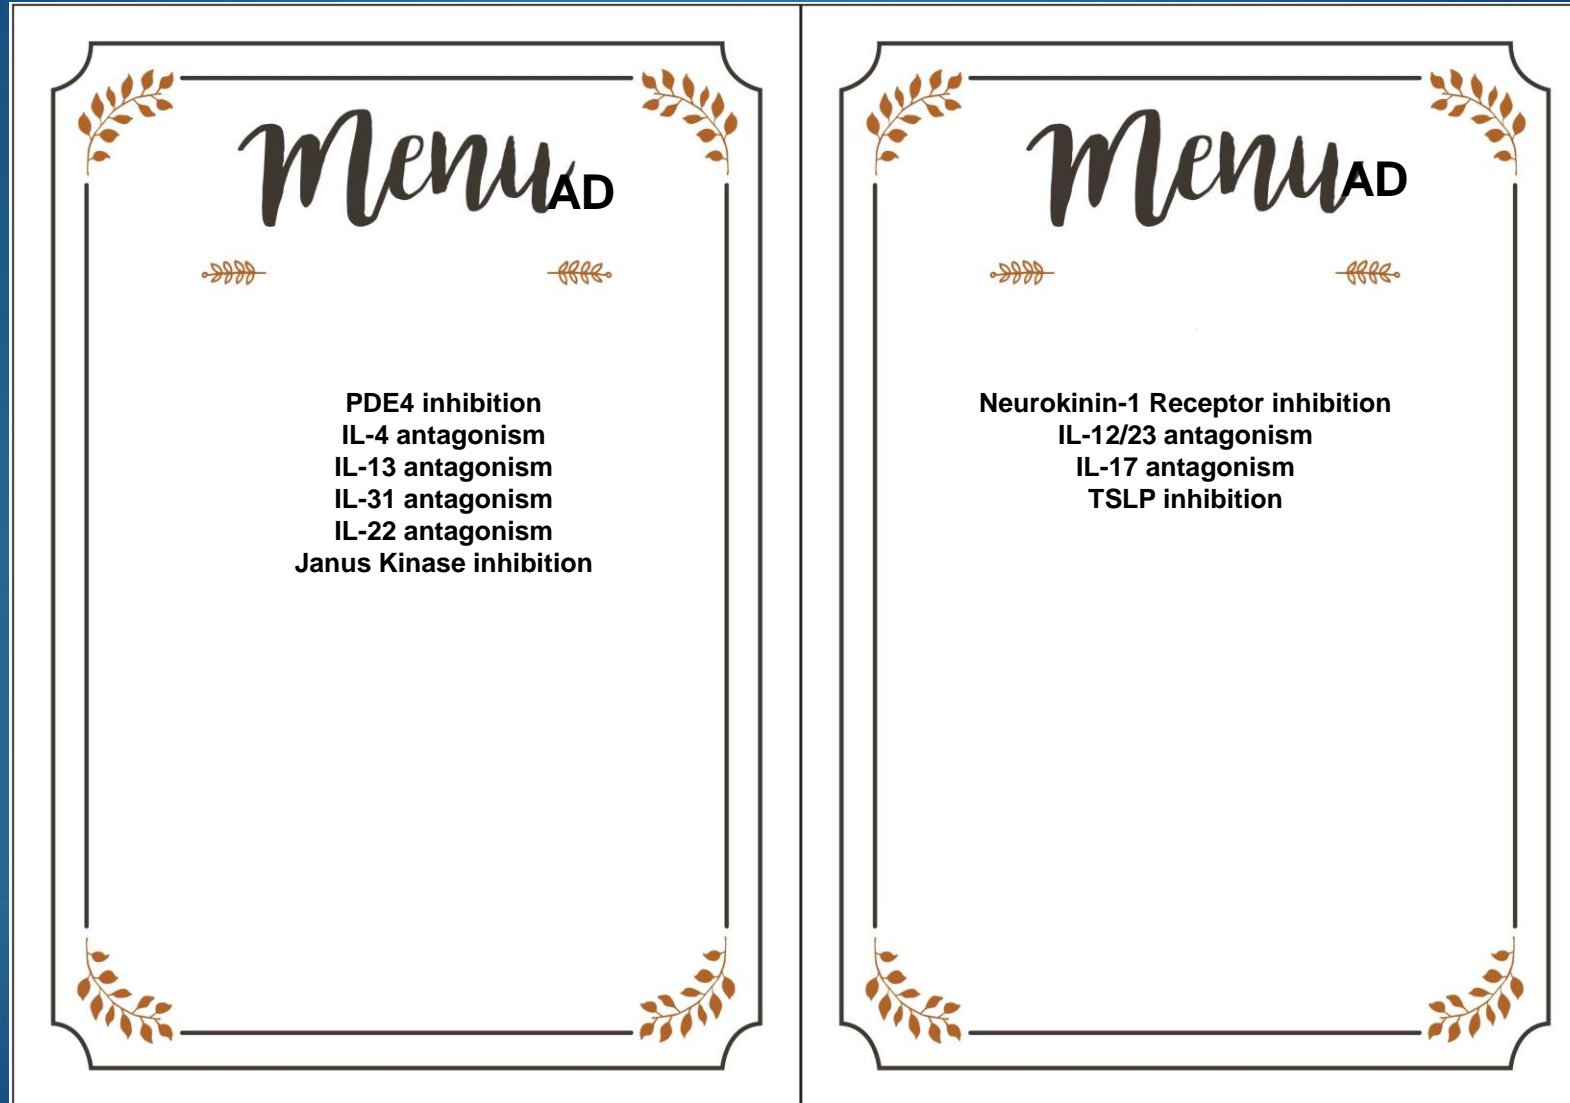 Menu AD
PDE4 inhibition
IL-4 antagonism
IL-13 antagonism
IL-31 antagonism
IL-22 antagonism
Janus Kinase inhibition
Menu AD
Neurokinin-1 Receptor inhibition
IL-12/23 antagonism
IL-17 antagonism
TSLP inhibition